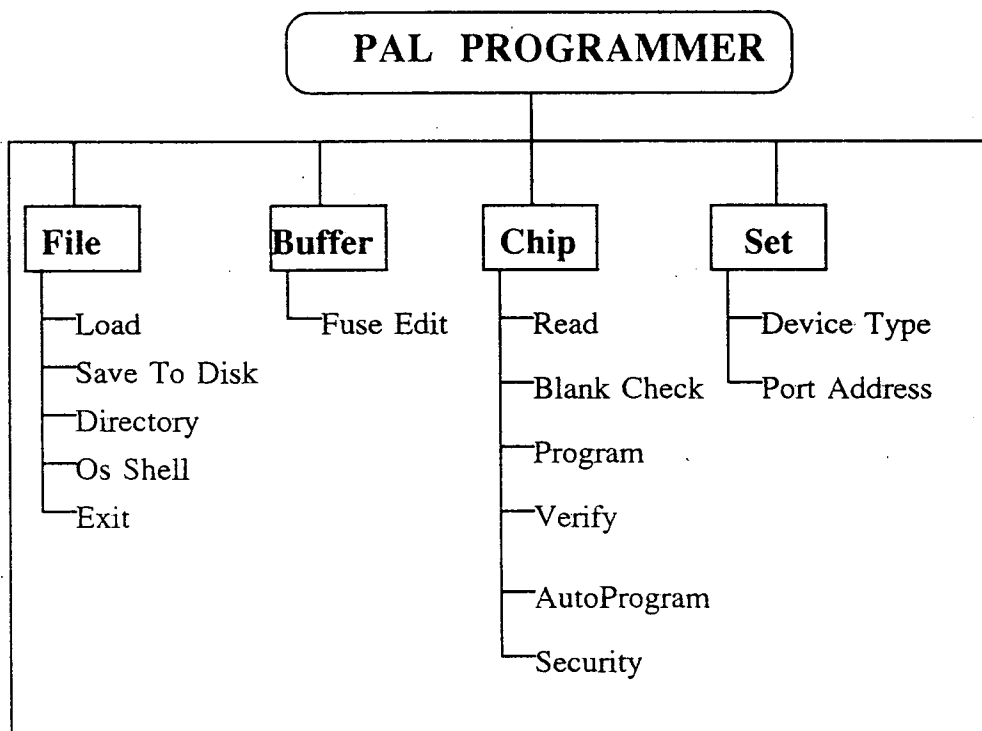 PAL PROGRAMMER
File
Load
Save To Disk
Directory
Os Shell
Exit
Buffer
Fuse Edit
Chip
Read
Blank Check
Program
Verify
AutoProgram
Security
Set
Device Type
Port Address